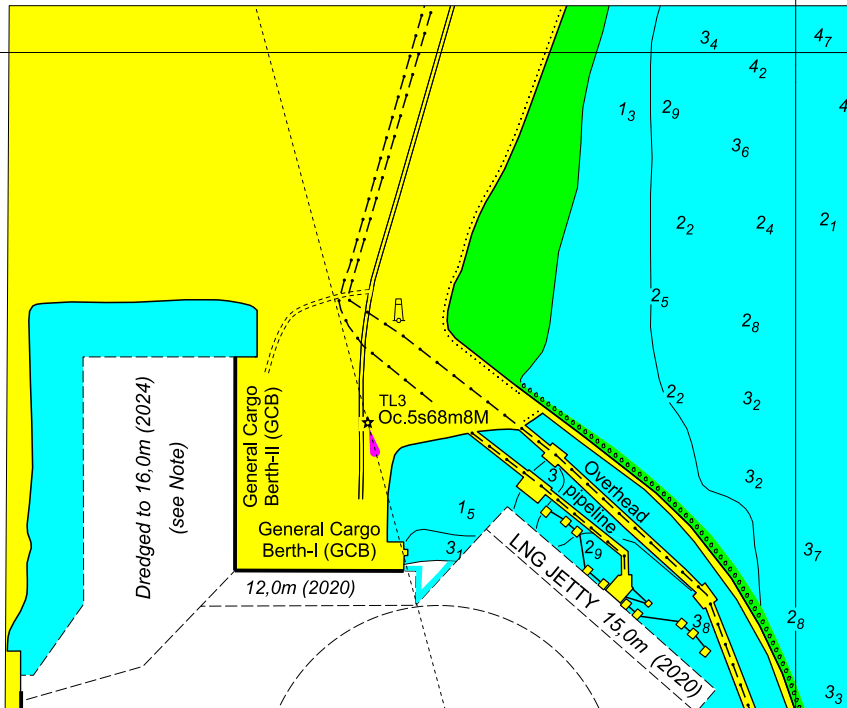 3₄
4₇
4₂
1₃
2₉
4
3₆
2₂
2₄
2₁
2₅
2₈
2₂
3₂
TL3
Oc.5s68m8M
General Cargo
Berth-II (GCB)
Dredged to 16,0m (2024)
(see Note)
Overhead
pipeline
3
3₂
1₅
General Cargo
Berth-I (GCB)
3₁
2₉
3₇
12,0m (2020)
LNG JETTY 15,0m (2020)
3₈
2₈
3₃